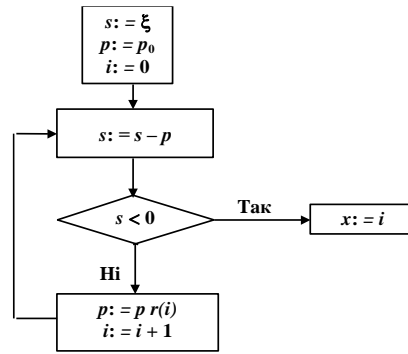 s: = ξ
p: = p₀
i: = 0
s: = s – p
s < 0
Так
x: = i
Ні
p: = p r(i)
i: = i + 1